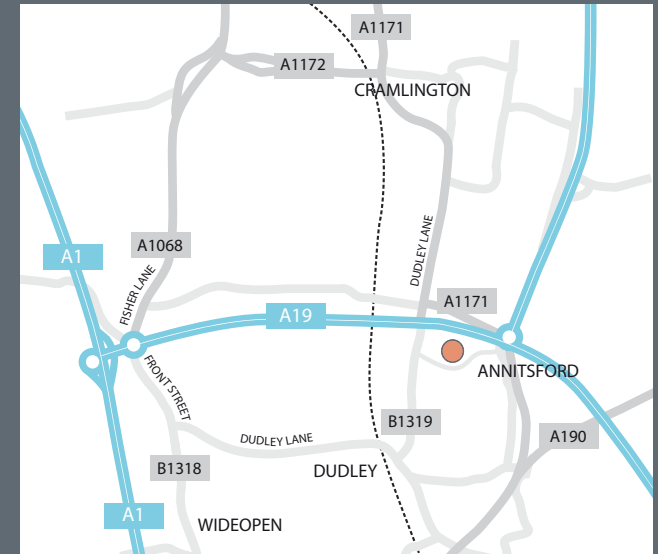 A1171
A1172
CRAMLINGTON
A1068
A1
FISHER LANE
DUDLEY LANE
A1171
A19
ANNITSFORD
FRONT STREET
B1319
A190
DUDLEY LANE
B1318
DUDLEY
A1
WIDEOPEN